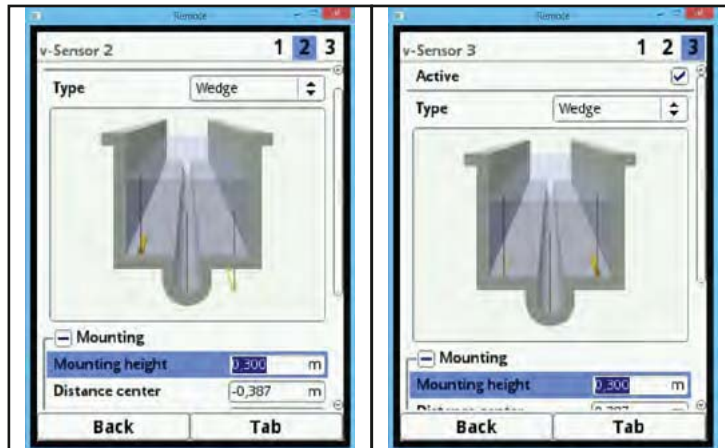 Remote
v-Sensor 2
1 2 3
Type
Wedge
Mounting
Mounting height
0,300
m
Distance center
-0,387
m
Back
Tab
Remote
v-Sensor 3
1 2 3
Active
Type
Wedge
Mounting
Mounting height
0,300
m
Back
Tab